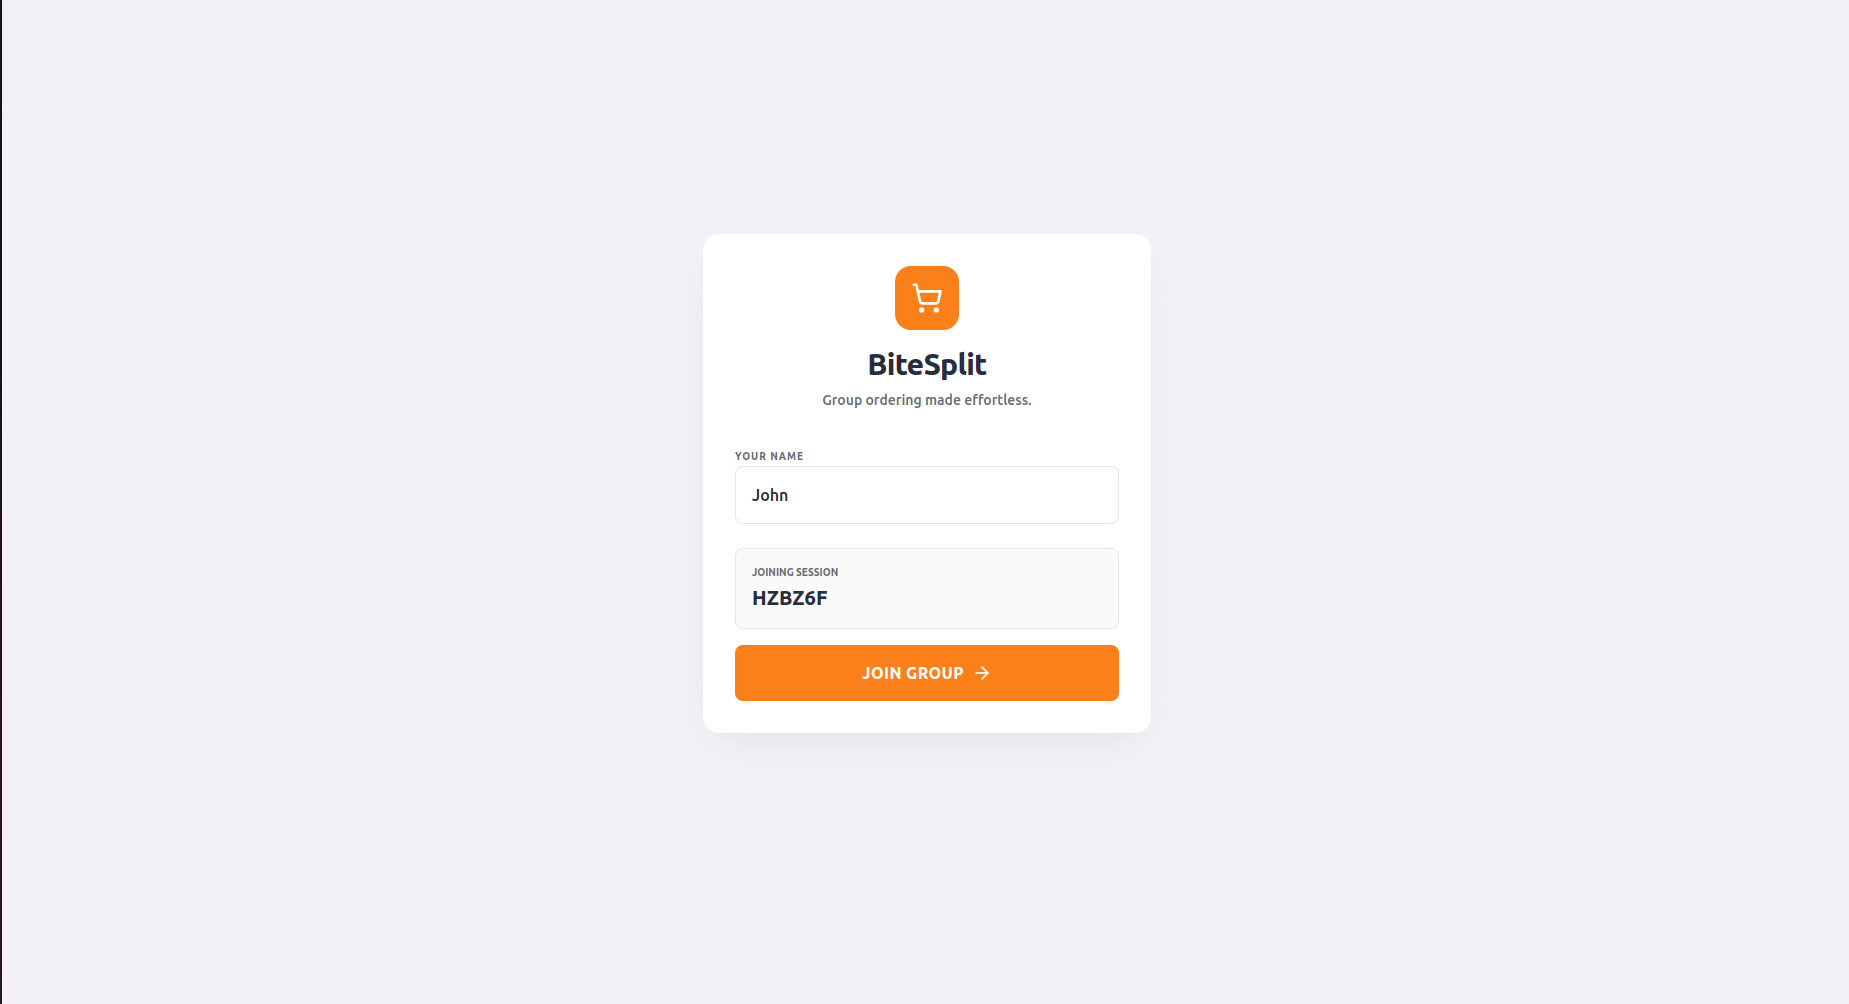 BiteSplit
Group ordering made effortless.
YOUR NAME
John
JOINING SESSION
HZBZ6F
JOIN GROUP →